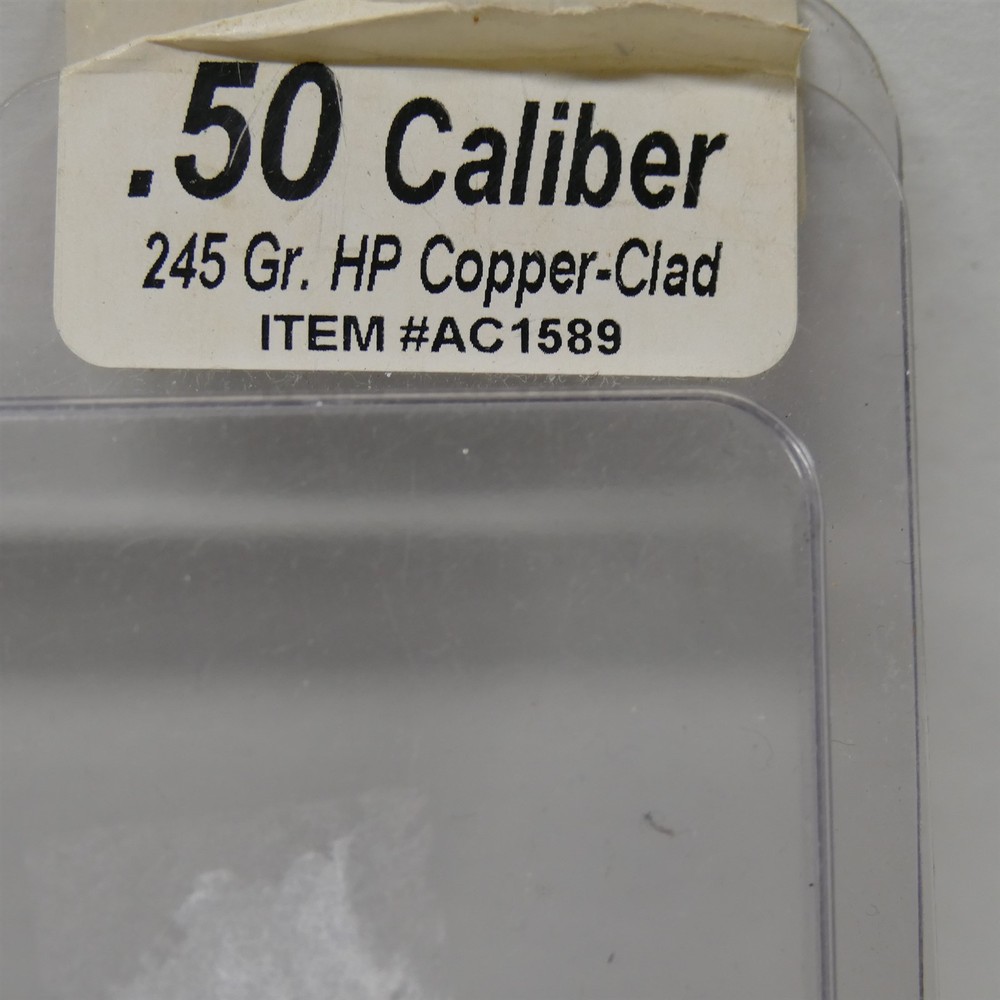 .50 Caliber
245 Gr. HP Copper-Clad
ITEM #AC1589